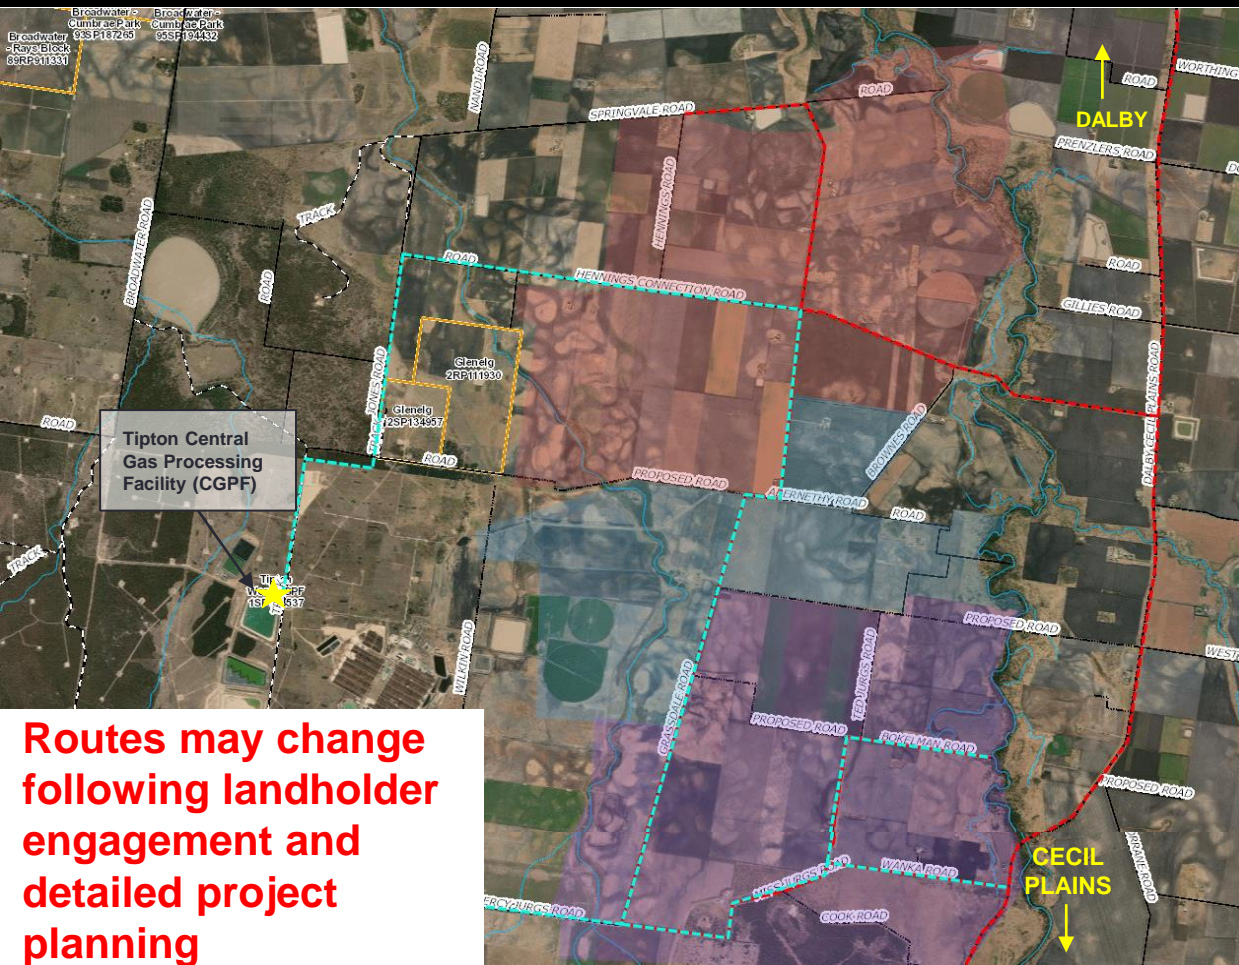 Broadwater -
Cumbrae Park
93SP187265
Broadwater -
Cumbrae Park
95SP194432
Broadwater
- Rays Block
89RP911331
NANDI ROAD
SPRINGVALE ROAD
ROAD
ROAD
WORTHING
DALBY
PRENZLERS ROAD
TRACK
HENNINGS ROAD
BROADWATER ROAD
ROAD
ROAD
HENNINGS CONNECTION ROAD
ROAD
GILLIES ROAD
Glenelg
2RP111930
TRACK JONES ROAD
Glenelg
12SP134957
DALBY CECIL PLAINS ROAD
ROAD
Tipton Central
Gas Processing
Facility (CGPF)
ROAD
BROWNES ROAD
PROPOSED ROAD
ABERNETHY ROAD
ROAD
TRACK
PROPOSED ROAD
WILKIN ROAD
GRASSDALE ROAD
TED JURGS ROAD
WEST
PROPOSED ROAD
BOKELMAN ROAD
PROPOSED ROAD
Routes may change
following landholder
engagement and
detailed project
planning
CECIL
PLAINS
WANKA ROAD
COOK ROAD
ERCY JURGS ROAD